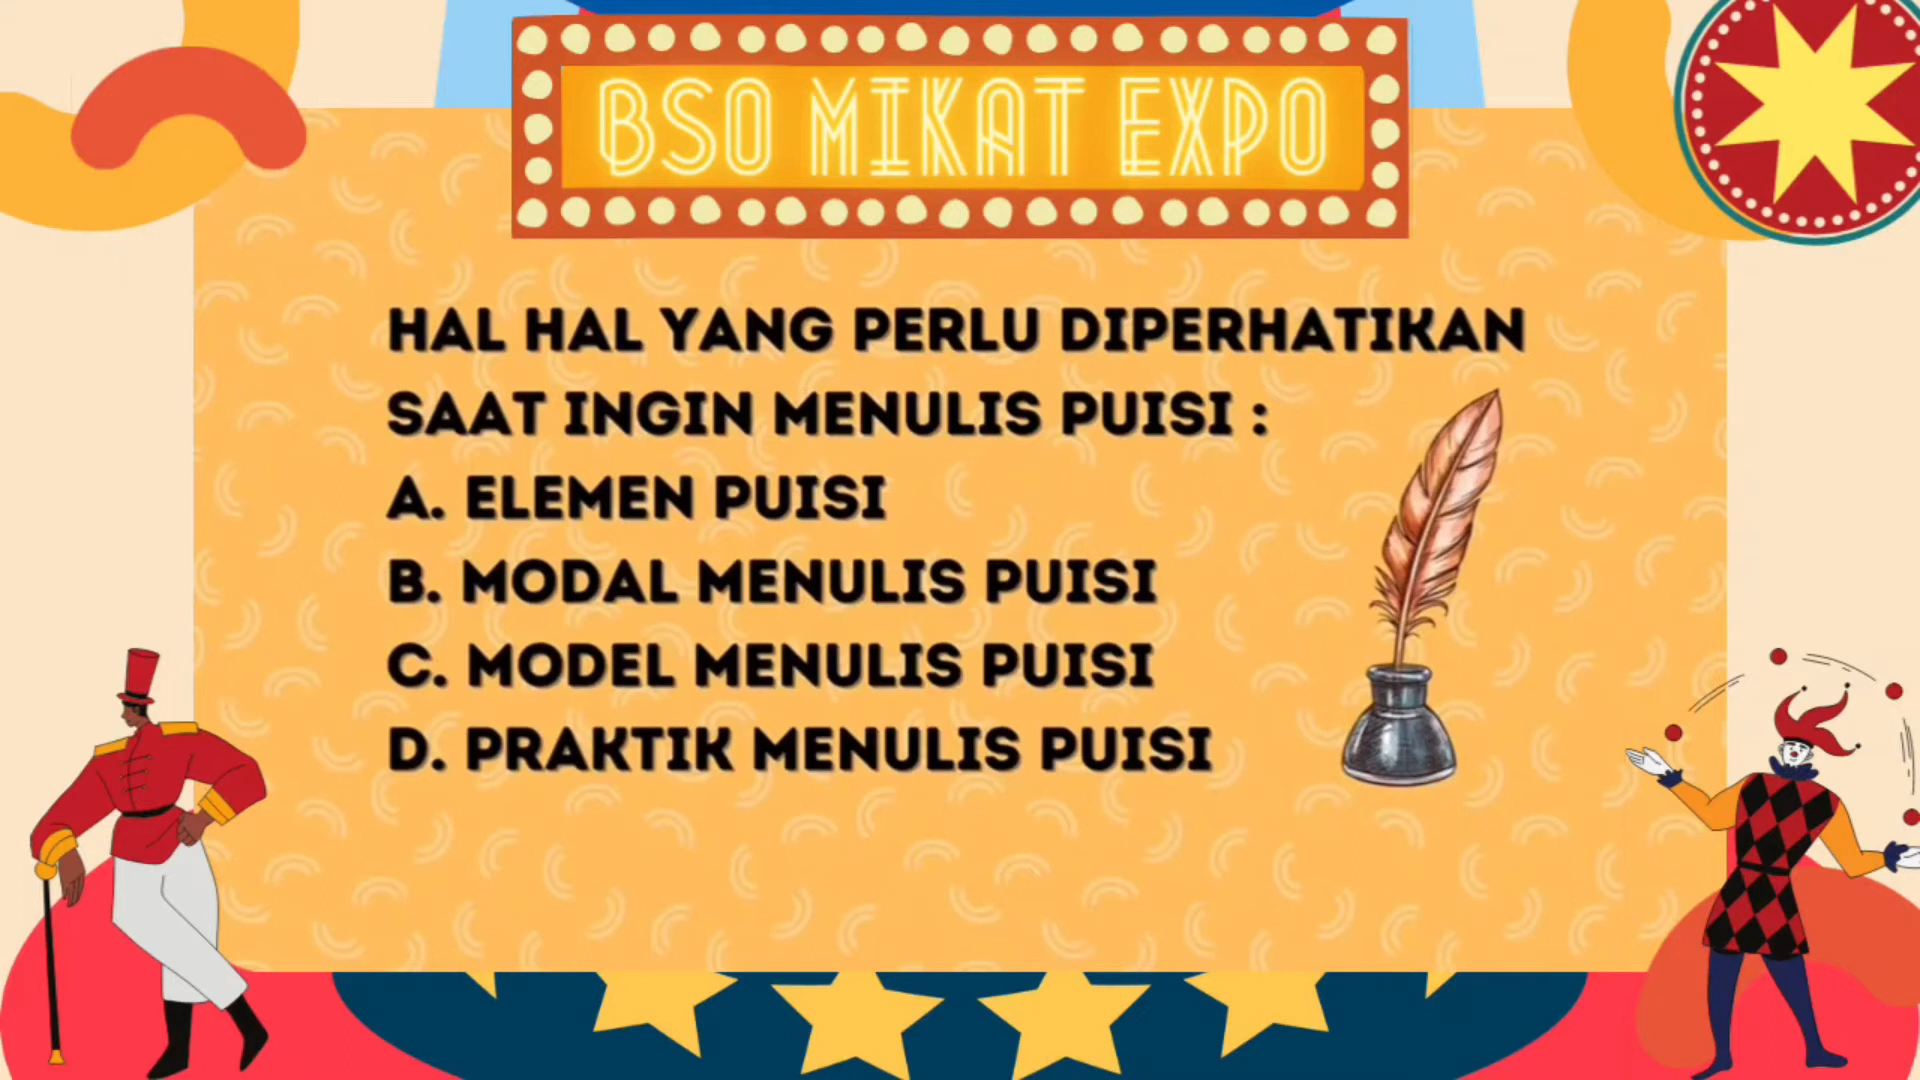 BSO MIKAT EXPO
HAL HAL YANG PERLU DIPERHATIKAN
SAAT INGIN MENULIS PUISI :
A. ELEMEN PUISI
B. MODAL MENULIS PUISI
C. MODEL MENULIS PUISI
D. PRAKTIK MENULIS PUISI